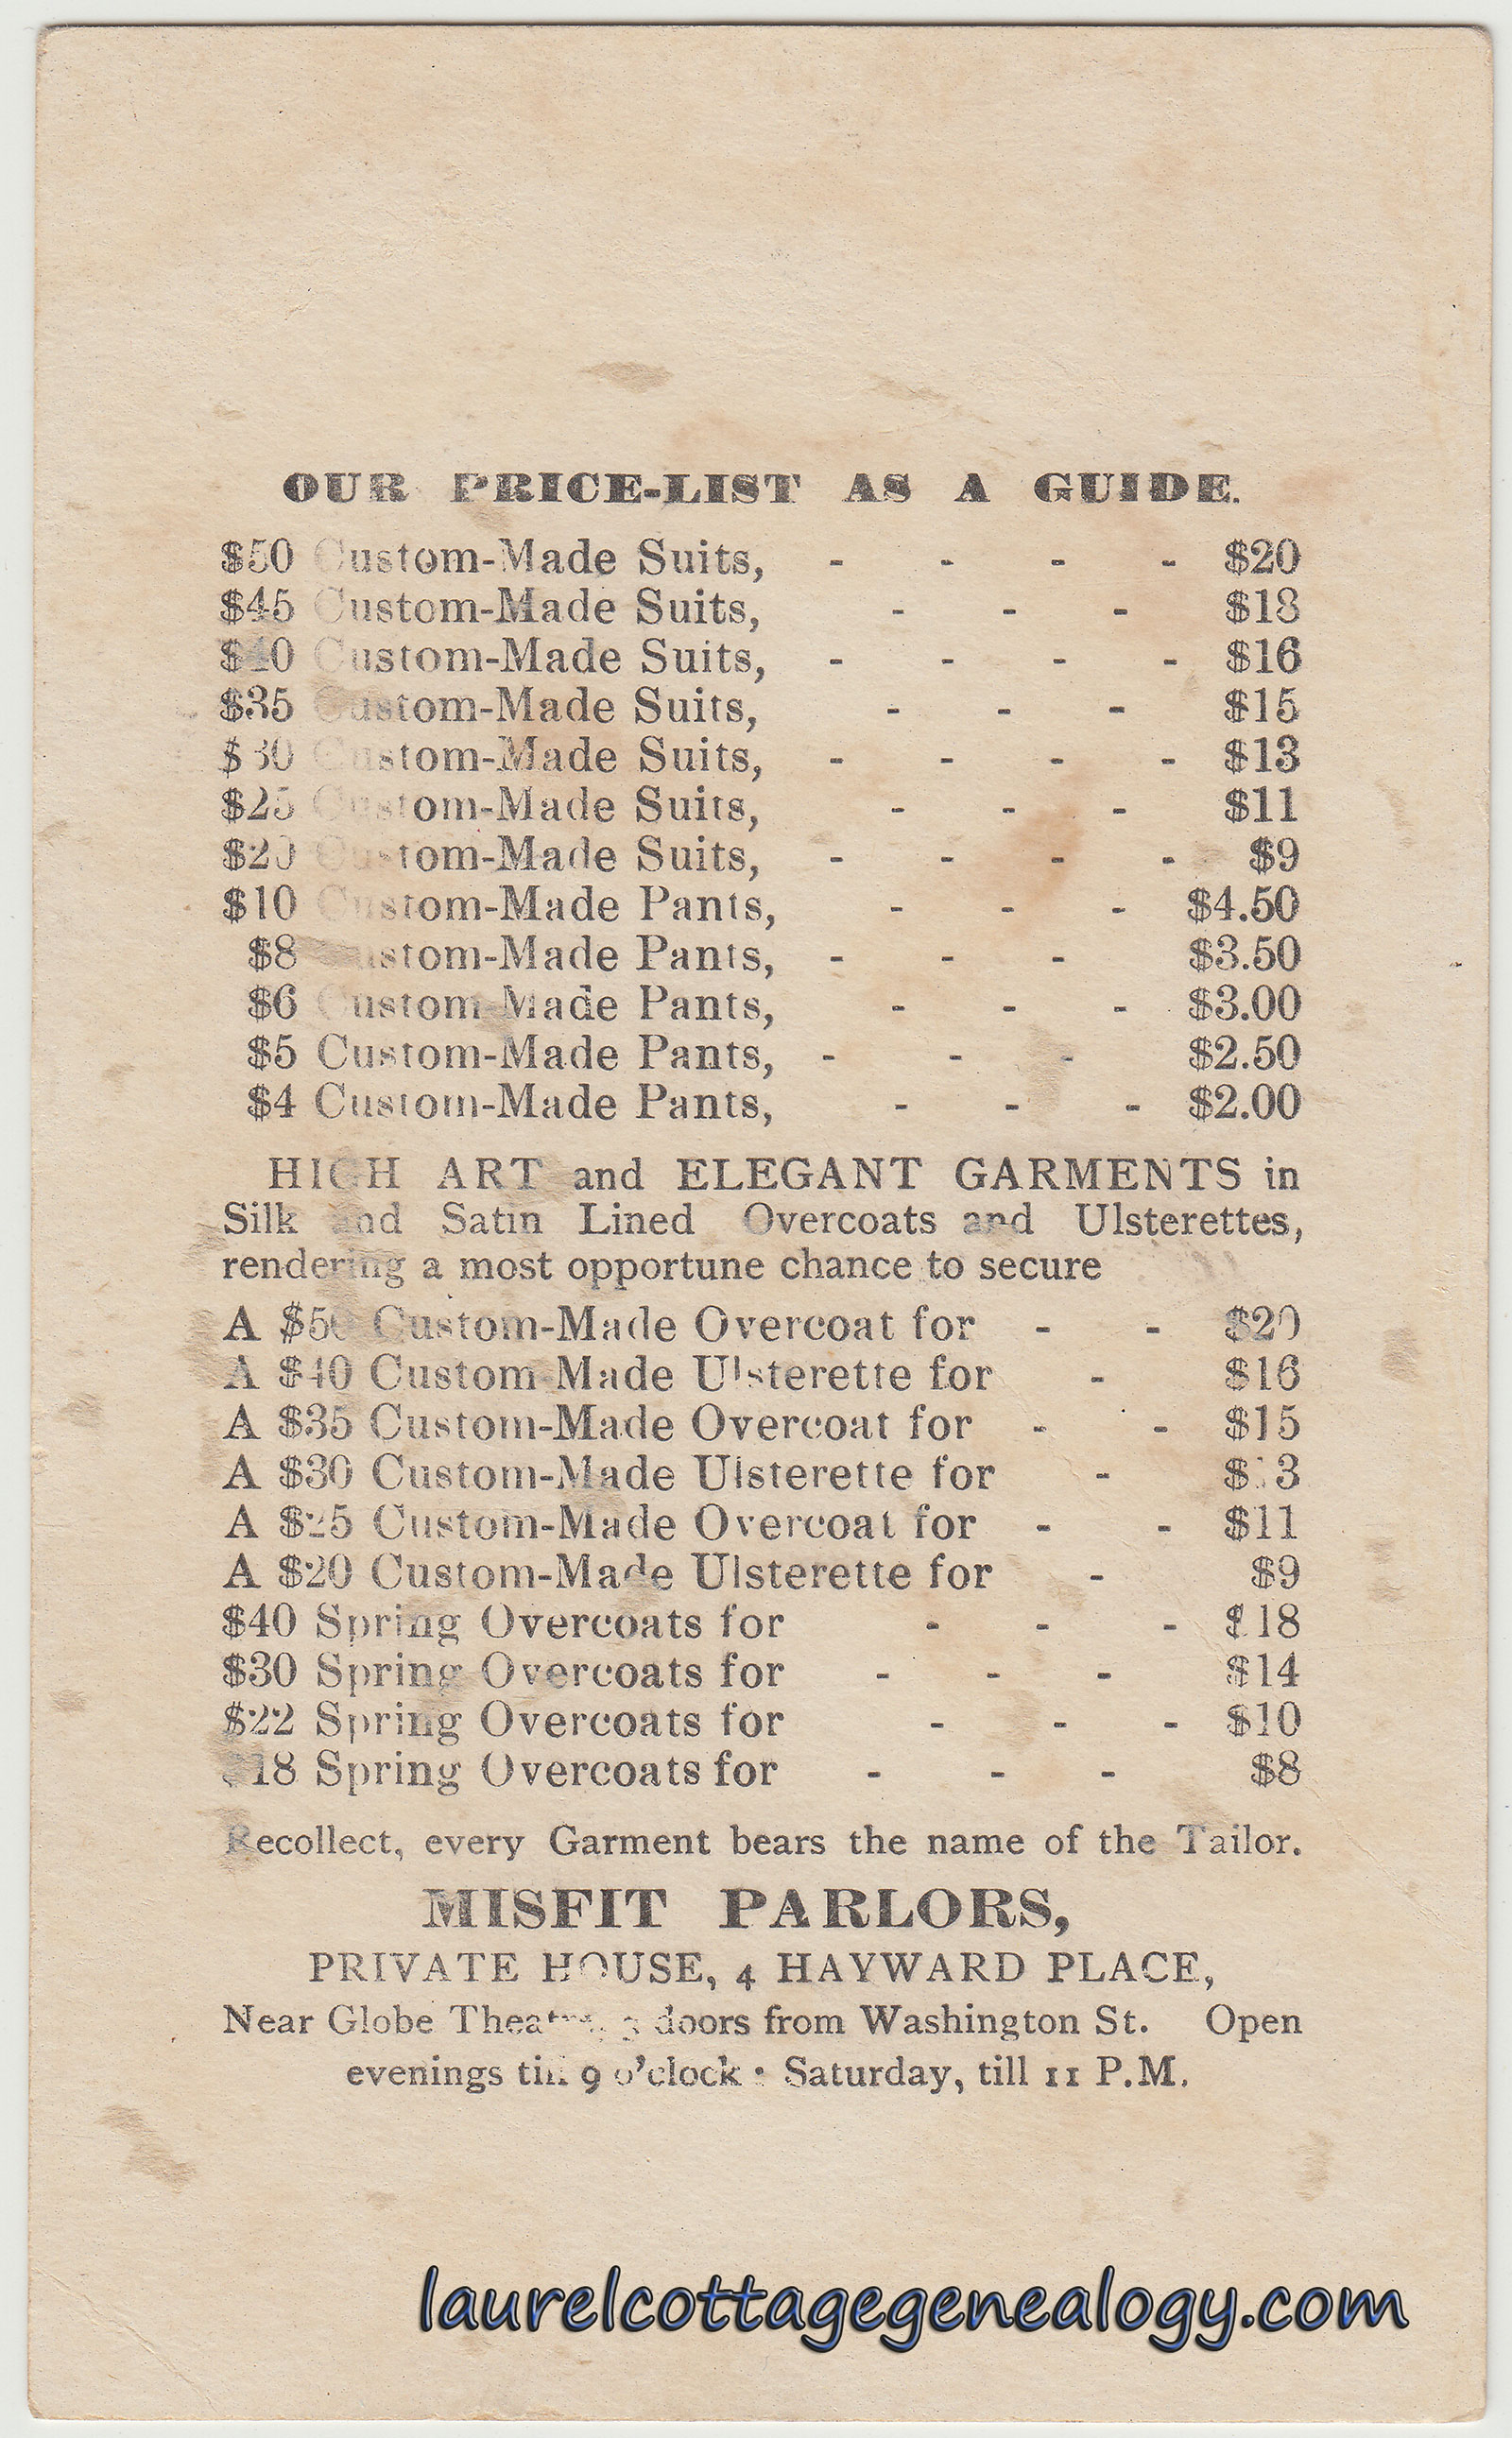 OUR PRICE-LIST AS A GUIDE.
$50 Custom-Made Suits, - - - - $20
$45 Custom-Made Suits, - - - $18
$40 Custom-Made Suits, - - - - $16
$35 Custom-Made Suits, - - - $15
$30 Custom-Made Suits, - - - - $13
$25 Custom-Made Suits, - - - $11
$20 Custom-Made Suits, - - - - $9
$10 Custom-Made Pants, - - - $4.50
$8 Custom-Made Pants, - - - $3.50
$6 Custom-Made Pants, - - - $3.00
$5 Custom-Made Pants, - - - $2.50
$4 Custom-Made Pants, - - - $2.00
HIGH ART and ELEGANT GARMENTS in
Silk and Satin Lined Overcoats and Ulsterettes,
rendering a most opportune chance to secure
A $50 Custom-Made Overcoat for - - $20
A $40 Custom-Made Ulsterette for - $16
A $35 Custom-Made Overcoat for - - $15
A $30 Custom-Made Ulsterette for - $13
A $25 Custom-Made Overcoat for - - $11
A $20 Custom-Made Ulsterette for - $9
$40 Spring Overcoats for - - - $18
$30 Spring Overcoats for - - - $14
$22 Spring Overcoats for - - - $10
$18 Spring Overcoats for - - - $8
Recollect, every Garment bears the name of the Tailor.
MISFIT PARLORS,
PRIVATE HOUSE, 4 HAYWARD PLACE,
Near Globe Theatre, 3 doors from Washington St. Open
evenings till 9 o'clock; Saturday, till 11 P.M.
laurelcottagegenealogy.com